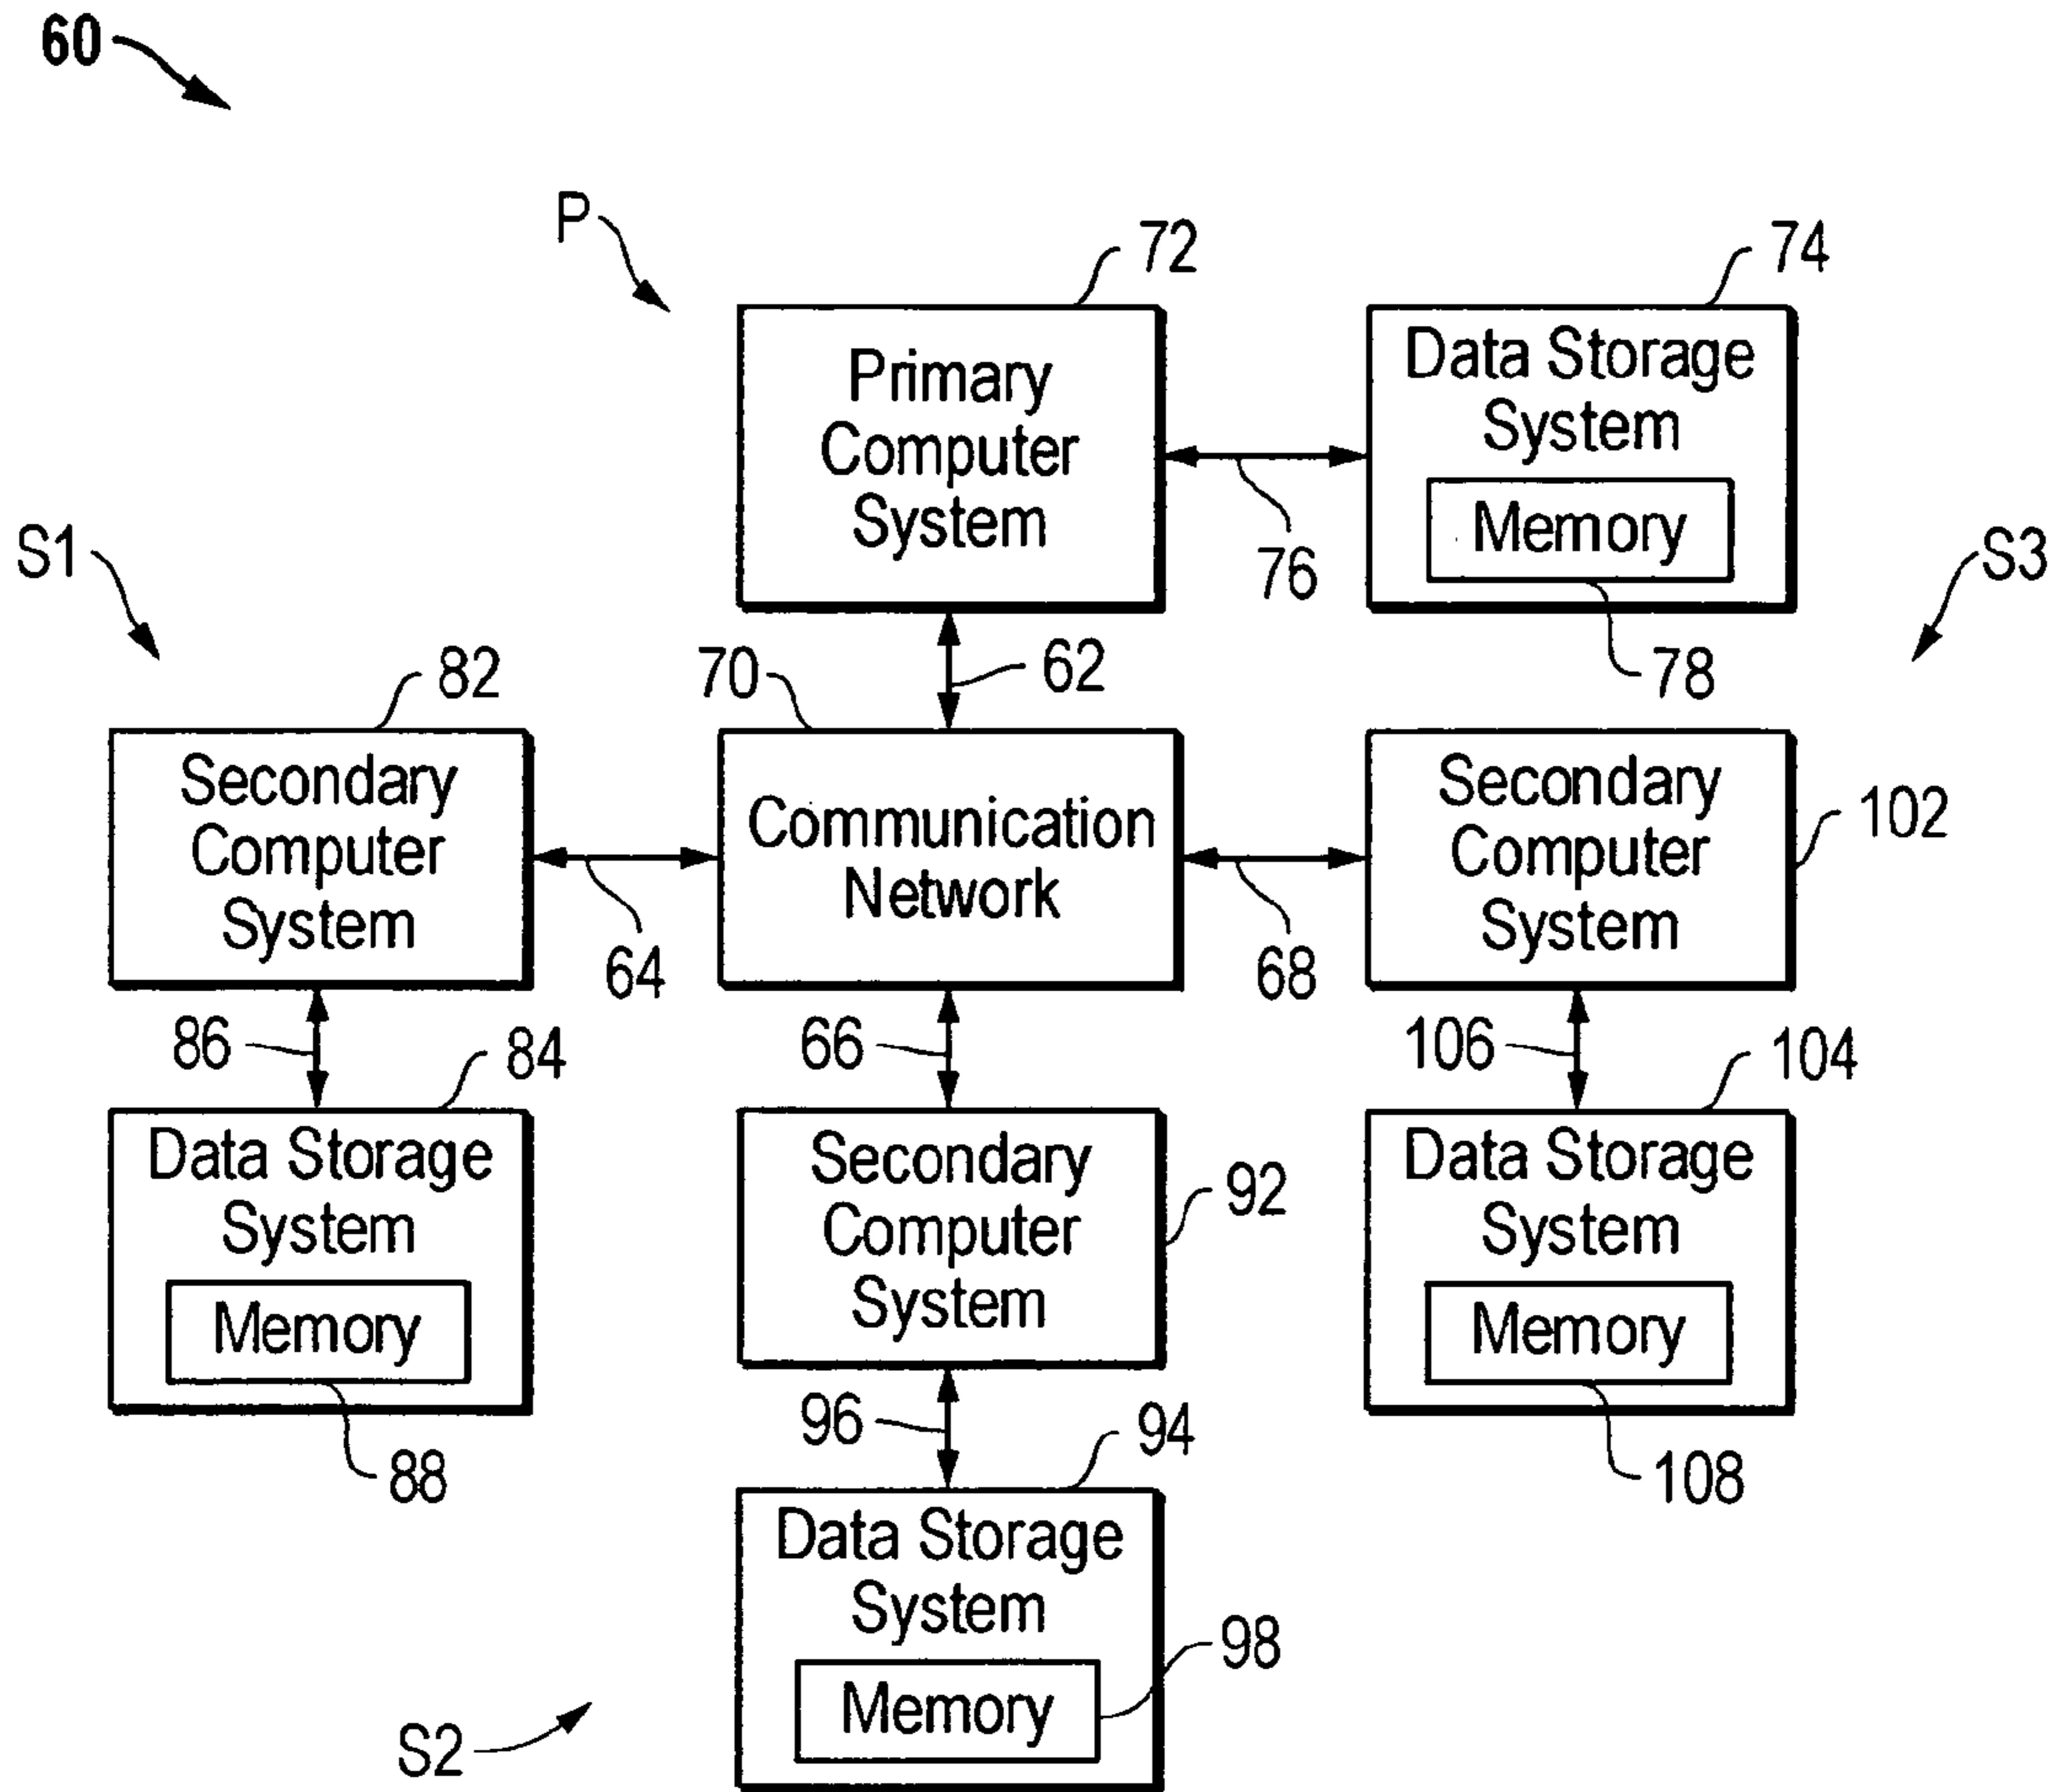 60
P
72
74
Primary
Computer
System
Data Storage
System
Memory
76
78
S1
S3
62
82
70
Secondary
Computer
System
Communication
Network
Secondary
Computer
System
102
64
68
86
84
66
106
104
Data Storage
System
Memory
88
Secondary
Computer
System
92
Data Storage
System
Memory
108
96
94
Data Storage
System
Memory
98
S2